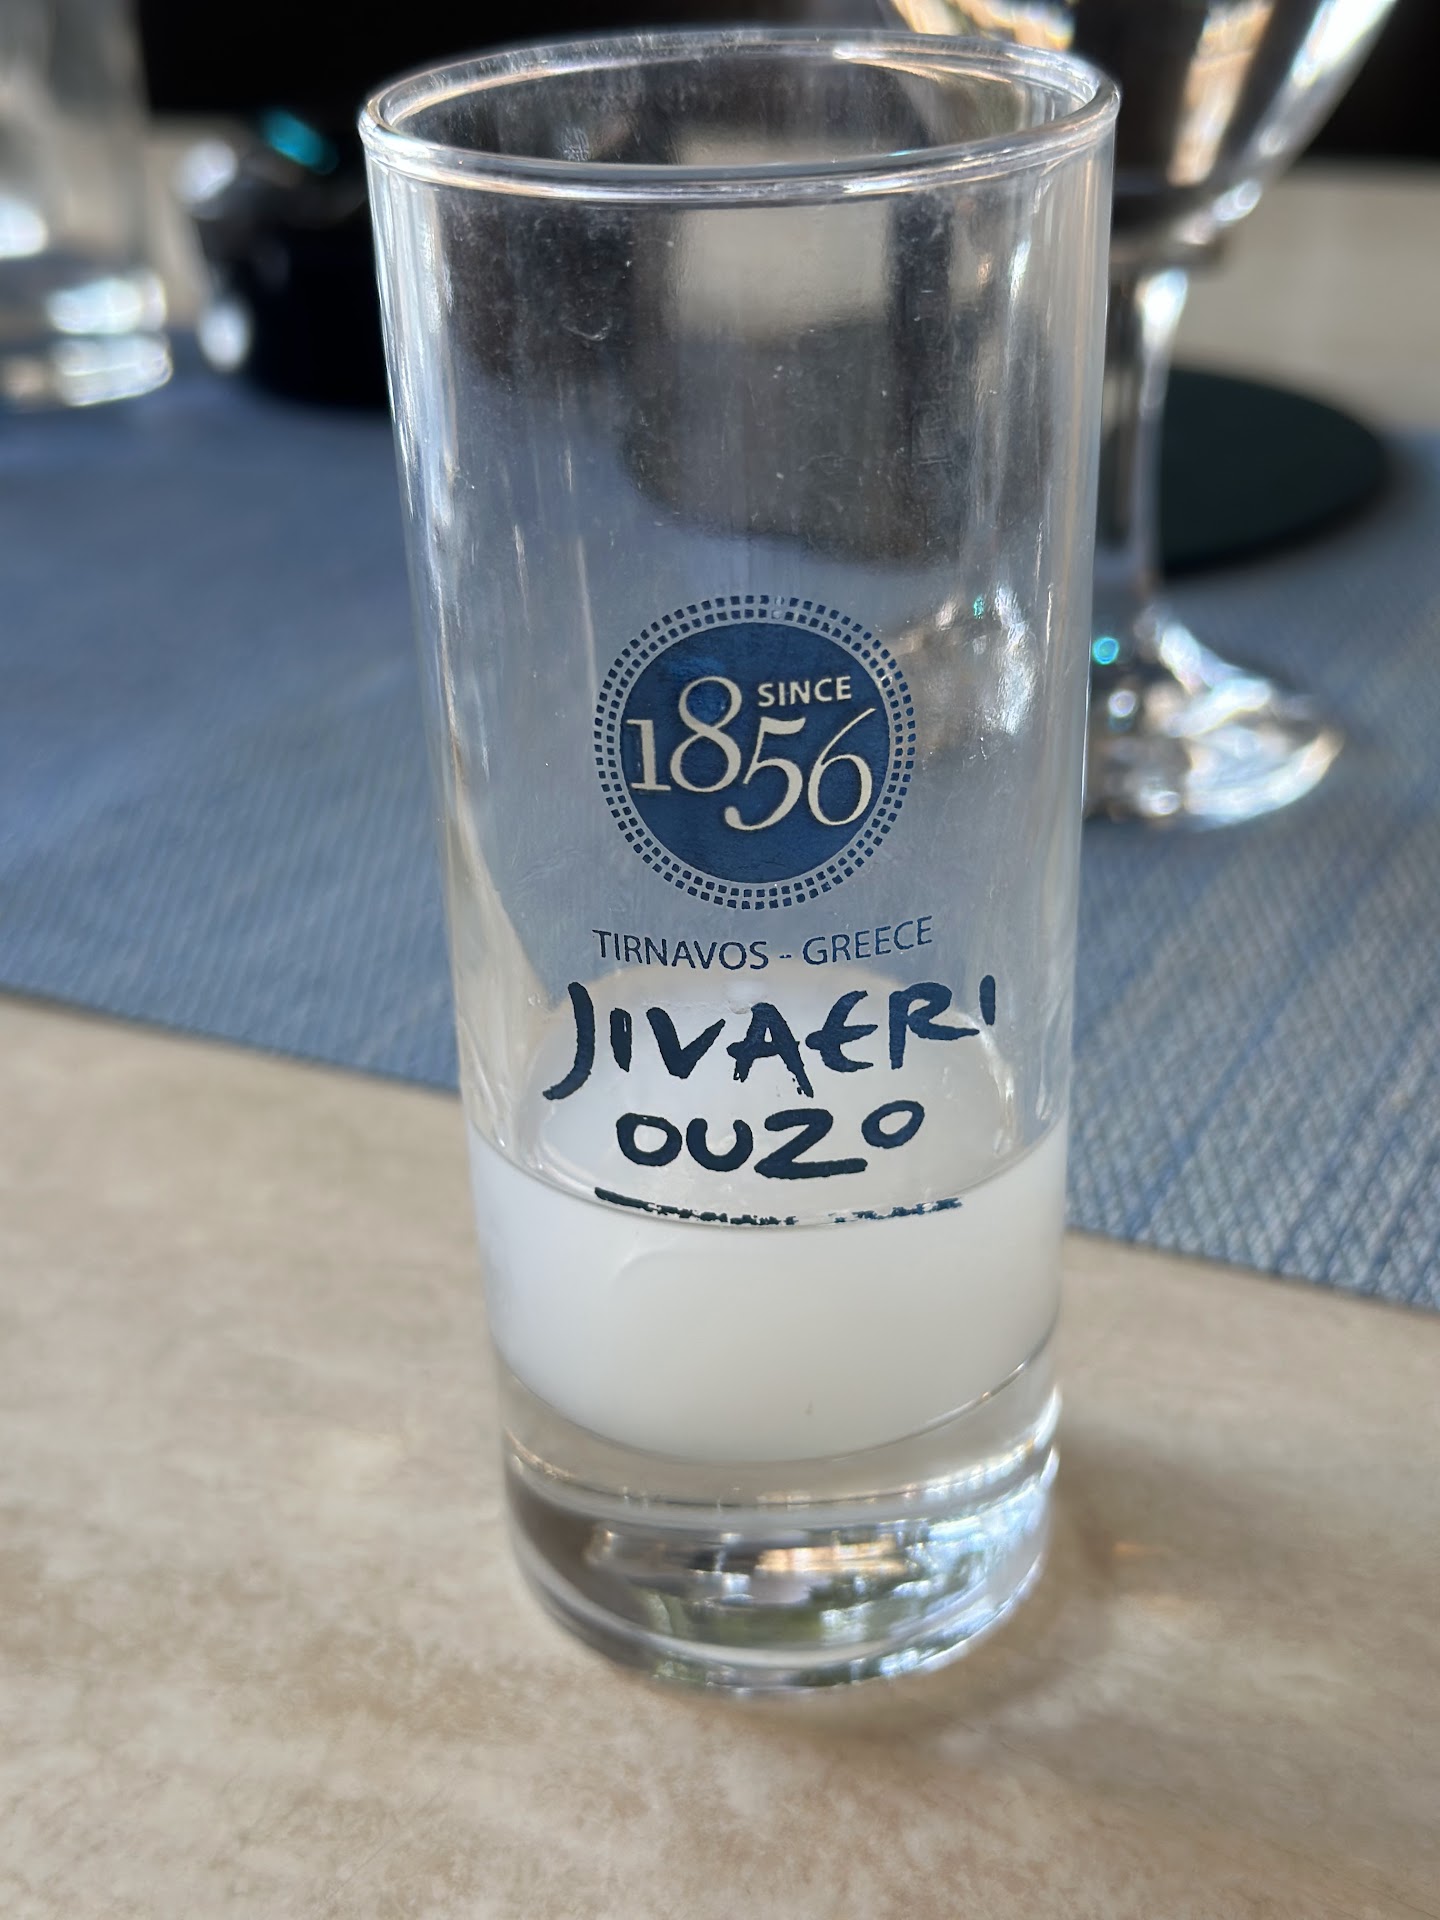 SINCE
1856
TIRNAVOS - GREECE
JIVAERI
OUZO